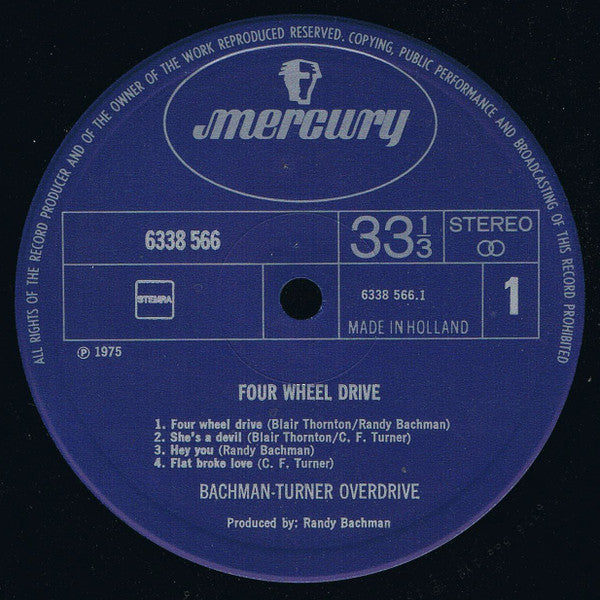 ALL RIGHTS OF THE RECORD PRODUCER AND OF THE OWNER OF THE WORK REPRODUCED RESERVED. COPYING, PUBLIC PERFORMANCE AND BROADCASTING OF THIS RECORD PROHIBITED
mercury
6338 566
33 1/3
STEREO
STEMRA
6338 566.1
MADE IN HOLLAND
1
℗ 1975
FOUR WHEEL DRIVE
1. Four wheel drive (Blair Thornton/Randy Bachman)
2. She's a devil (Blair Thornton/C. F. Turner)
3. Hey you (Randy Bachman)
4. Flat broke love (C. F. Turner)
BACHMAN-TURNER OVERDRIVE
Produced by: Randy Bachman